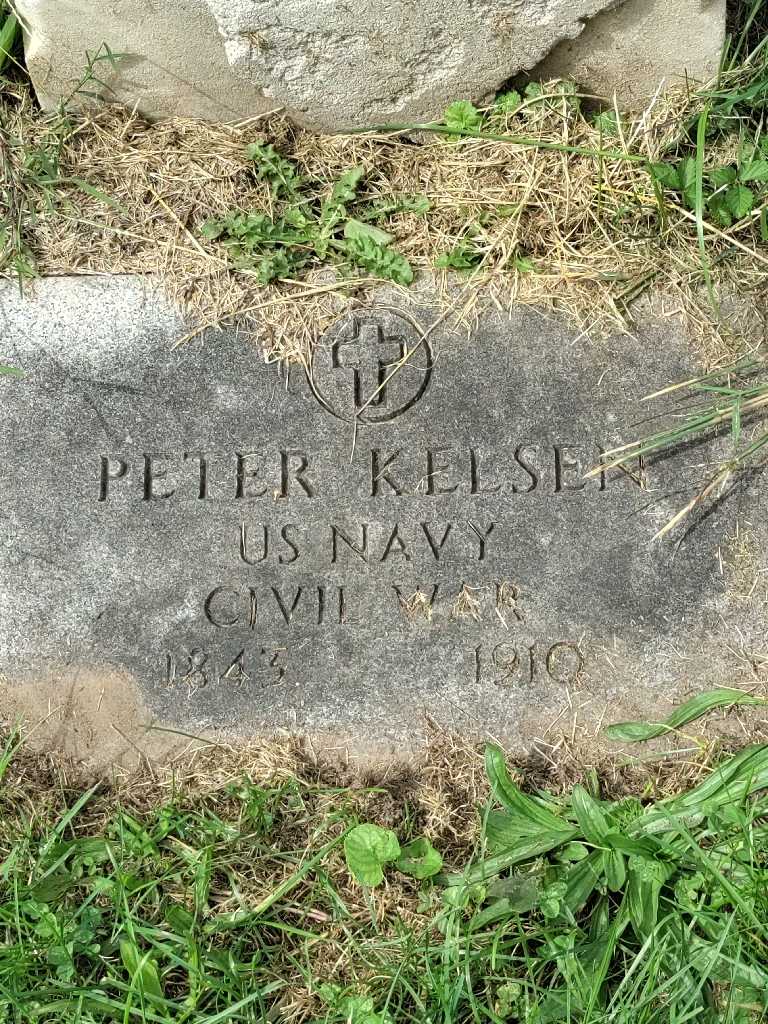 PETER KELSEN
US NAVY
CIVIL WAR
1843 1910